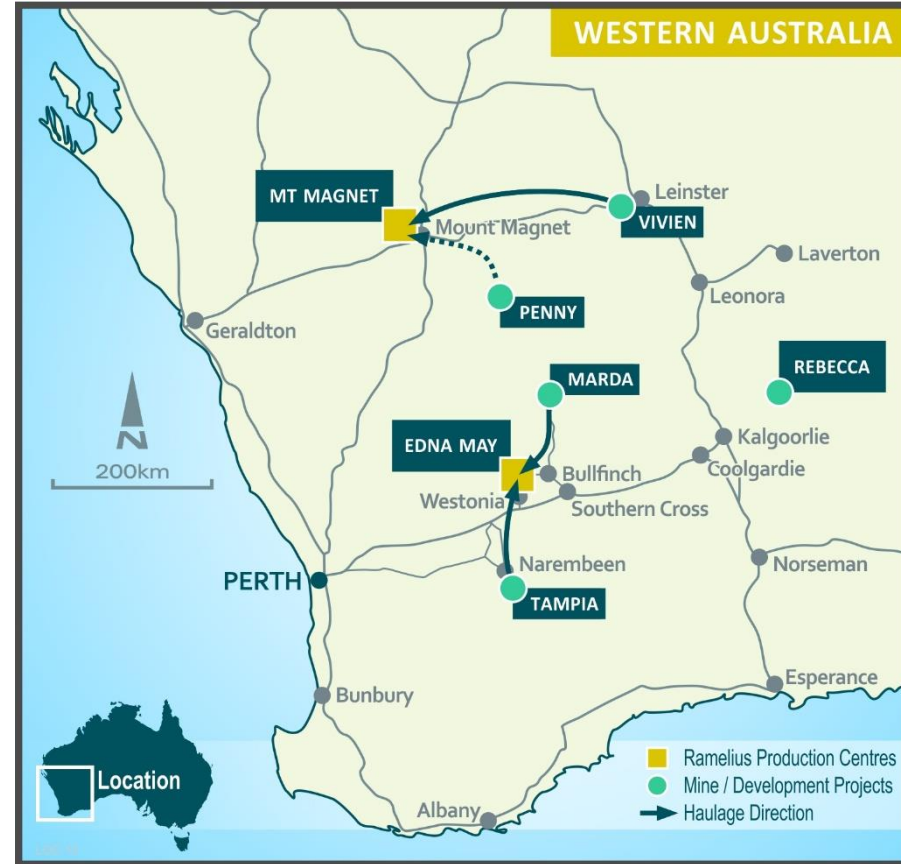 WESTERN AUSTRALIA
MT MAGNET
Leinster
VIVIEN
Mount Magnet
Laverton
Leonora
PENNY
Geraldton
REBECCA
MARDA
N
200km
EDNA MAY
Kalgoorlie
Coolgardie
Bullfinch
Westonia
Southern Cross
Narembeen
Norseman
PERTH
TAMPIA
Esperance
Bunbury
Location
Ramelius Production Centres
Mine / Development Projects
Haulage Direction
Albany